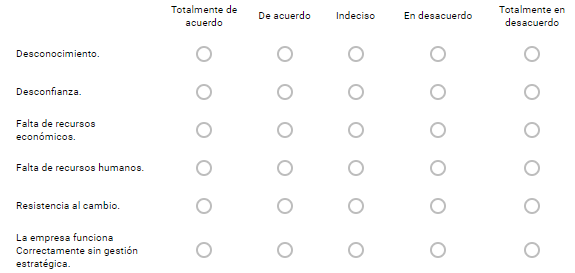 Totalmente de
acuerdo
De acuerdo
Indeciso
En desacuerdo
Totalmente en
desacuerdo
Desconocimiento.
Desconfianza.
Falta de recursos
económicos.
Falta de recursos humanos.
Resistencia al cambio.
La empresa funciona
Correctamente sin gestión
estratégica.